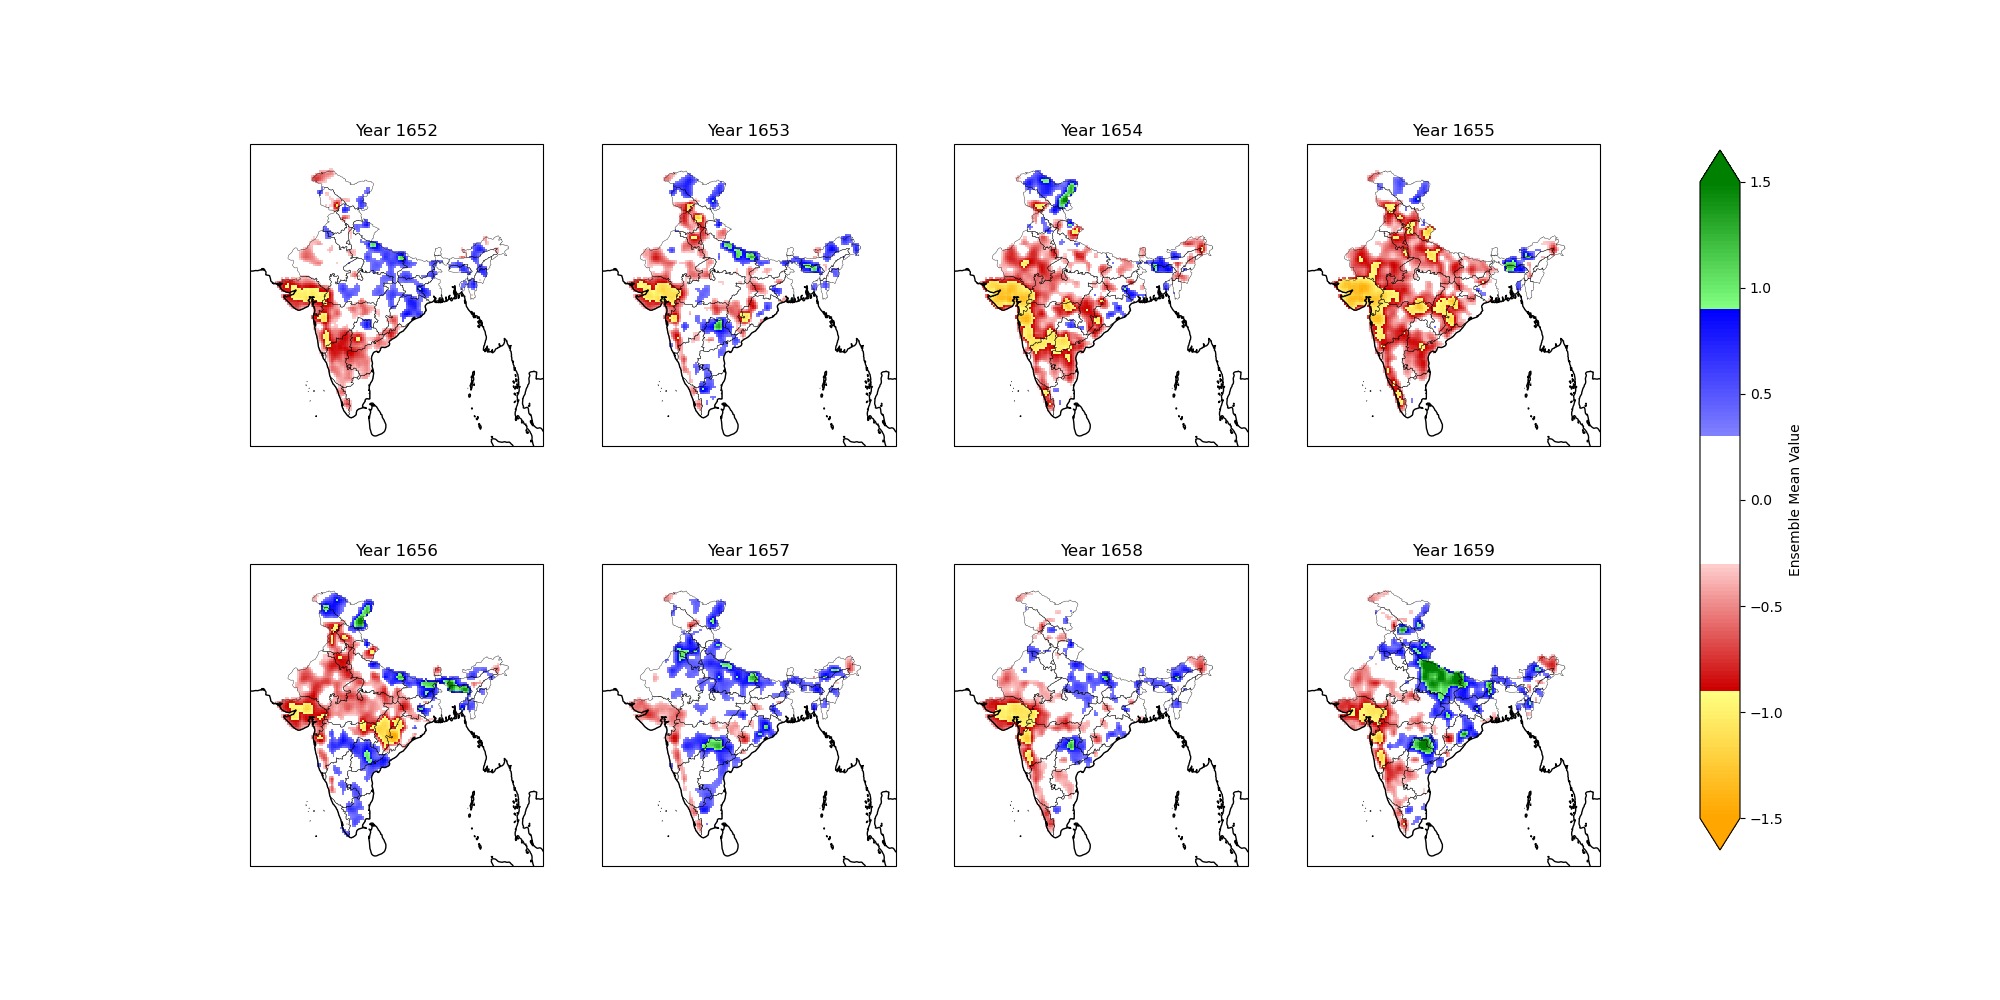 Year 1652
Year 1653
Year 1654
Year 1655
Year 1656
Year 1657
Year 1658
Year 1659
1.5
1.0
0.5
0.0
−0.5
−1.0
−1.5
Ensemble Mean Value